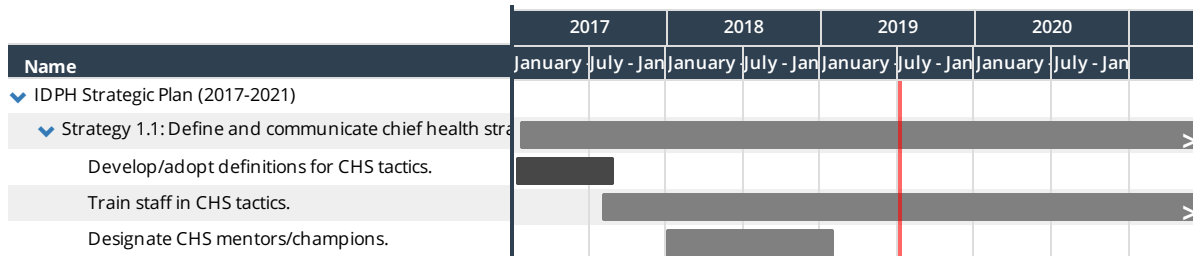 2017 2018 2019 2020
Name January - July - Jan January - July - Jan January - July - Jan January - July - Jan
IDPH Strategic Plan (2017-2021)
Strategy 1.1: Define and communicate chief health stra
>
Develop/adopt definitions for CHS tactics.
Train staff in CHS tactics.
>
Designate CHS mentors/champions.